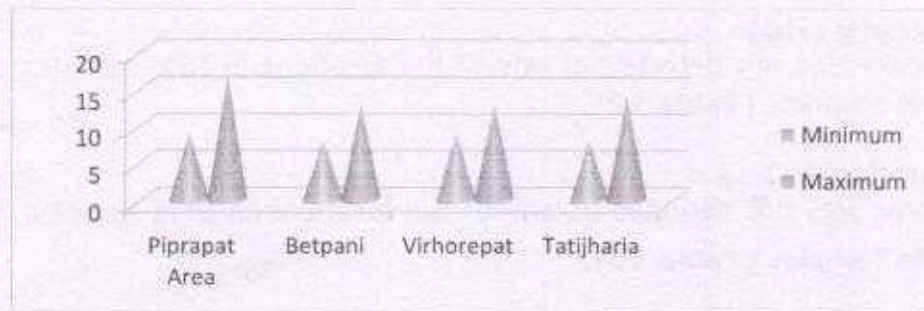 20
15
10
5
0
Piprapat
Area
Betpani
Virhorepat
Tatijharia
Minimum
Maximum